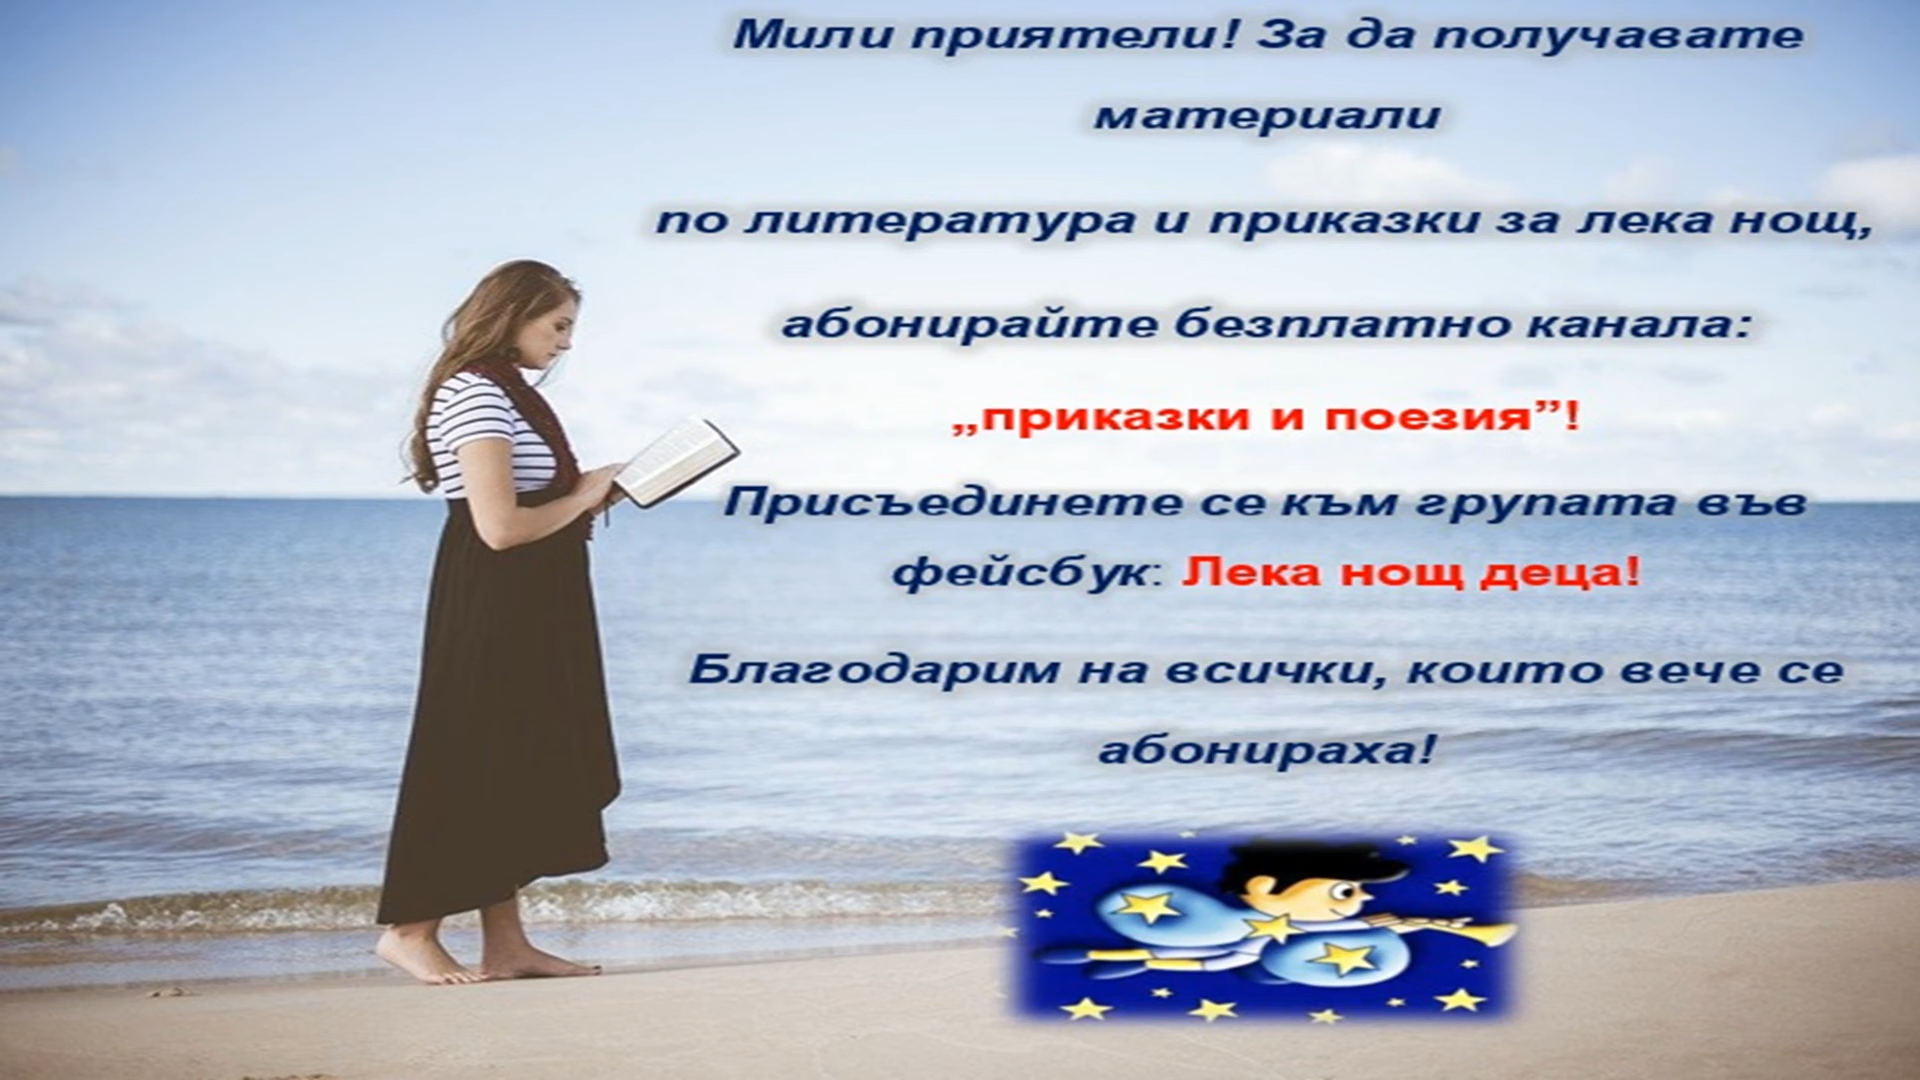 Мили приятели! За да получавате
материали
по литература и приказки за лека нощ,
абонирайте безплатно канала:
„приказки и поезия”!
Присъединете се към групата във
фейсбук: Лека нощ деца!
Благодарим на всички, които вече се
абонираха!